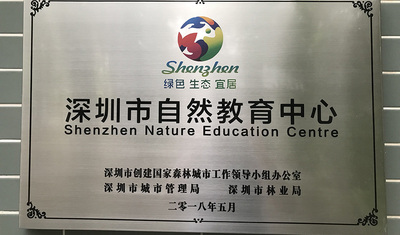 Shenzhen
绿色 生态 宜居
深圳市自然教育中心
Shenzhen Nature Education Centre
深圳市创建国家森林城市工作领导小组办公室
深圳市城市管理局 深圳市林业局
二零一八年五月